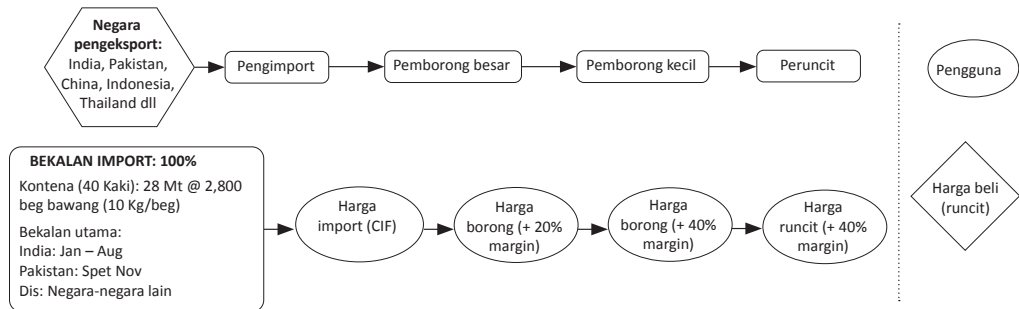 Negara
pengeksport:
India, Pakistan,
China, Indonesia,
Thailand dll
Pengimport
Pemborong besar
Pemborong kecil
Peruncit
Pengguna
BEKALAN IMPORT: 100%
Kontena (40 Kaki): 28 Mt @ 2,800
beg bawang (10 Kg/beg)
Bekalan utama:
India: Jan – Aug
Pakistan: Spet Nov
Dis: Negara-negara lain
Harga
import (CIF)
Harga
borong (+ 20%
margin)
Harga
borong (+ 40%
margin)
Harga
runcit (+ 40%
margin)
Harga beli
(runcit)